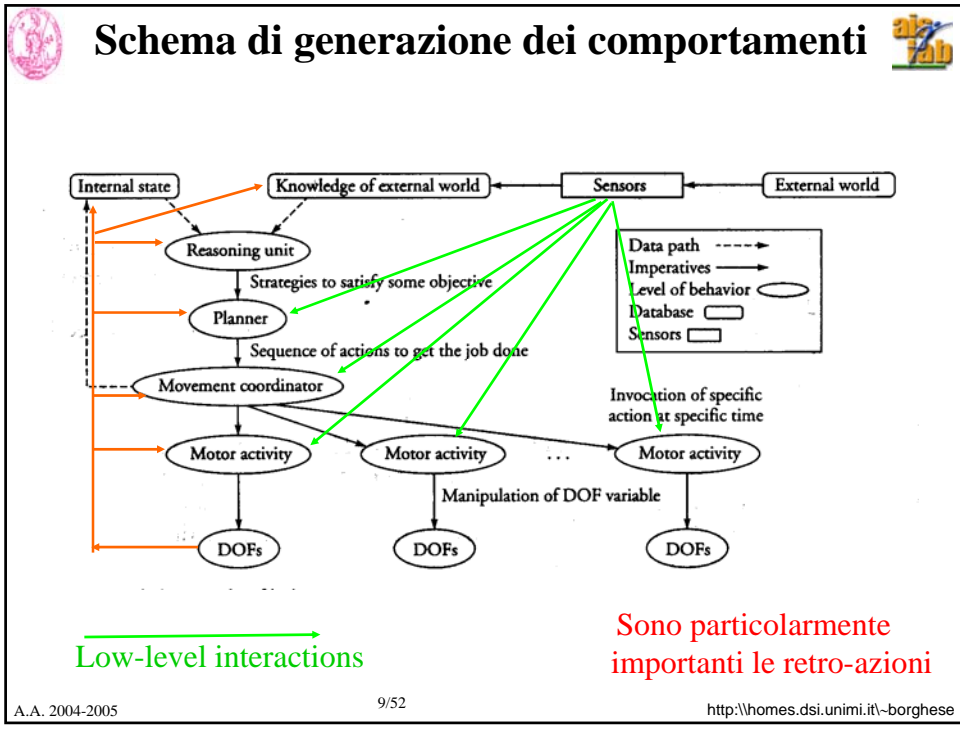 Schema di generazione dei comportamenti
ais
lab
Internal state
Knowledge of external world
Sensors
External world
Reasoning unit
Data path
Imperatives
Level of behavior
Database
Sensors
Strategies to satisfy some objective
Planner
Sequence of actions to get the job done
Movement coordinator
Invocation of specific
action at specific time
Motor activity
Motor activity
...
Motor activity
Manipulation of DOF variable
DOFs
DOFs
DOFs
Low-level interactions
Sono particolarmente
importanti le retro-azioni
A.A. 2004-2005
9/52
http:\\homes.dsi.unimi.it\~borghese